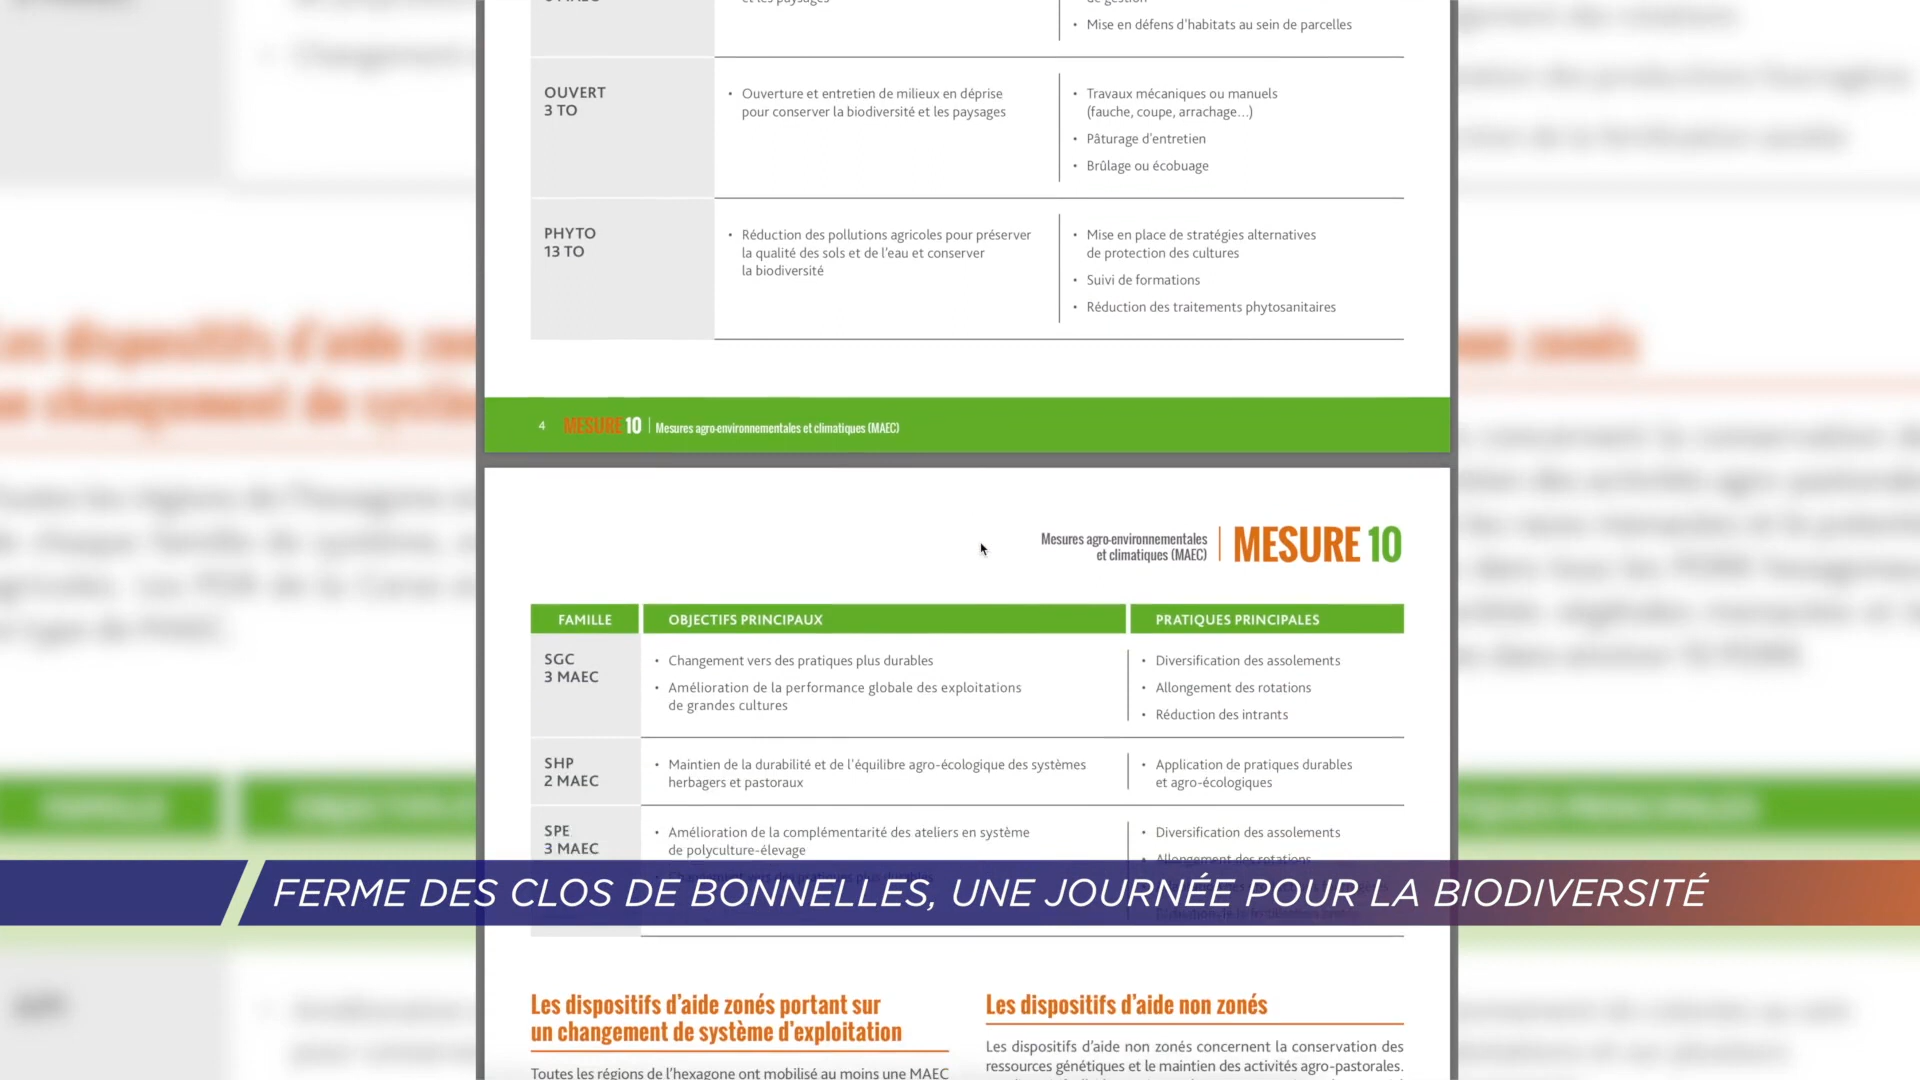 Mise en défens d'habitats au sein de parcelles
OUVERT
3 TO
• Ouverture et entretien de milieux en déprise
pour conserver la biodiversité et les paysages
• Travaux mécaniques ou manuels
(fauche, coupe, arrachage…)
• Pâturage d'entretien
• Brûlage ou écobuage
PHYTO
13 TO
• Réduction des pollutions agricoles pour préserver
la qualité des sols et de l'eau et conserver
la biodiversité
• Mise en place de stratégies alternatives
de protection des cultures
• Suivi de formations
• Réduction des traitements phytosanitaires
4 MESURE 10 | Mesures agro-environnementales et climatiques (MAEC)
Mesures agro-environnementales
et climatiques (MAEC)
MESURE 10
FAMILLE
OBJECTIFS PRINCIPAUX
PRATIQUES PRINCIPALES
SGC
3 MAEC
• Changement vers des pratiques plus durables
• Amélioration de la performance globale des exploitations
de grandes cultures
• Diversification des assolements
• Allongement des rotations
• Réduction des intrants
SHP
2 MAEC
• Maintien de la durabilité et de l'équilibre agro-écologique des systèmes
herbagers et pastoraux
• Application de pratiques durables
et agro-écologiques
SPE
3 MAEC
• Amélioration de la complémentarité des ateliers en système
de polyculture-élevage
• Diversification des assolements
• Allongement des rotations
FERME DES CLOS DE BONNELLES, UNE JOURNÉE POUR LA BIODIVERSITÉ
Les dispositifs d'aide zonés portant sur
un changement de système d'exploitation
Toutes les régions de l'hexagone ont mobilisé au moins une MAEC
Les dispositifs d'aide non zonés
Les dispositifs d'aide non zonés concernent la conservation des
ressources génétiques et le maintien des activités agro-pastorales.